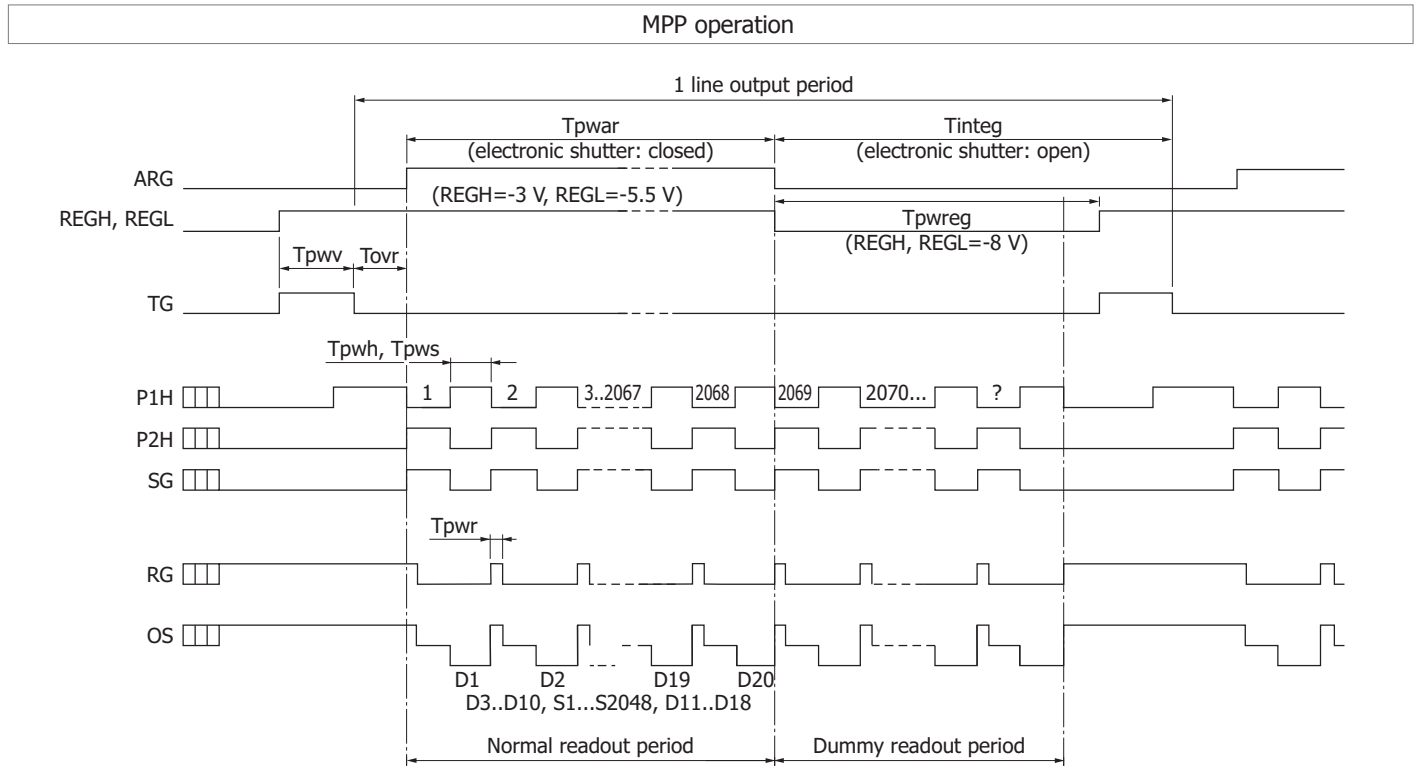 MPP operation
1 line output period
Tpwar
Tinteg
(electronic shutter: closed)
(electronic shutter: open)
ARG
(REGH=-3 V, REGL=-5.5 V)
REGH, REGL
Tpwreg
(REGH, REGL=-8 V)
Tpwv
Tovr
TG
Tpwh, Tpws
P1H
1
2
3..2067
2068
2069
2070...
?
P2H
SG
Tpwr
RG
OS
D1
D2
D19
D20
D3..D10, S1...S2048, D11..D18
Normal readout period
Dummy readout period